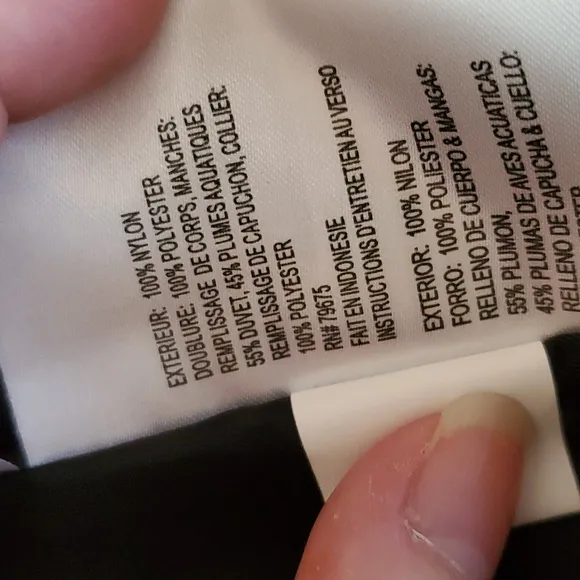 EXTERIEUR: 100% NYLON
DOUBLURE: 100% POLYESTER
REMPLISSAGE DE CORPS, MANCHES:
55% DUVET, 45% PLUMES AQUATIQUES
REMPLISSAGE DE CAPUCHON, COLLIER:
100% POLYESTER
RN# 79675
FAIT EN INDONESIE
INSTRUCTIONS D'ENTRETIEN AU VERSO
EXTERIOR: 100% NILON
FORRO: 100% POLIESTER
RELLENO DE CUERPO & MANGAS:
55% PLUMON,
45% PLUMAS DE AVES ACUATICAS
RELLENO DE CAPUCHA & CUELLO: